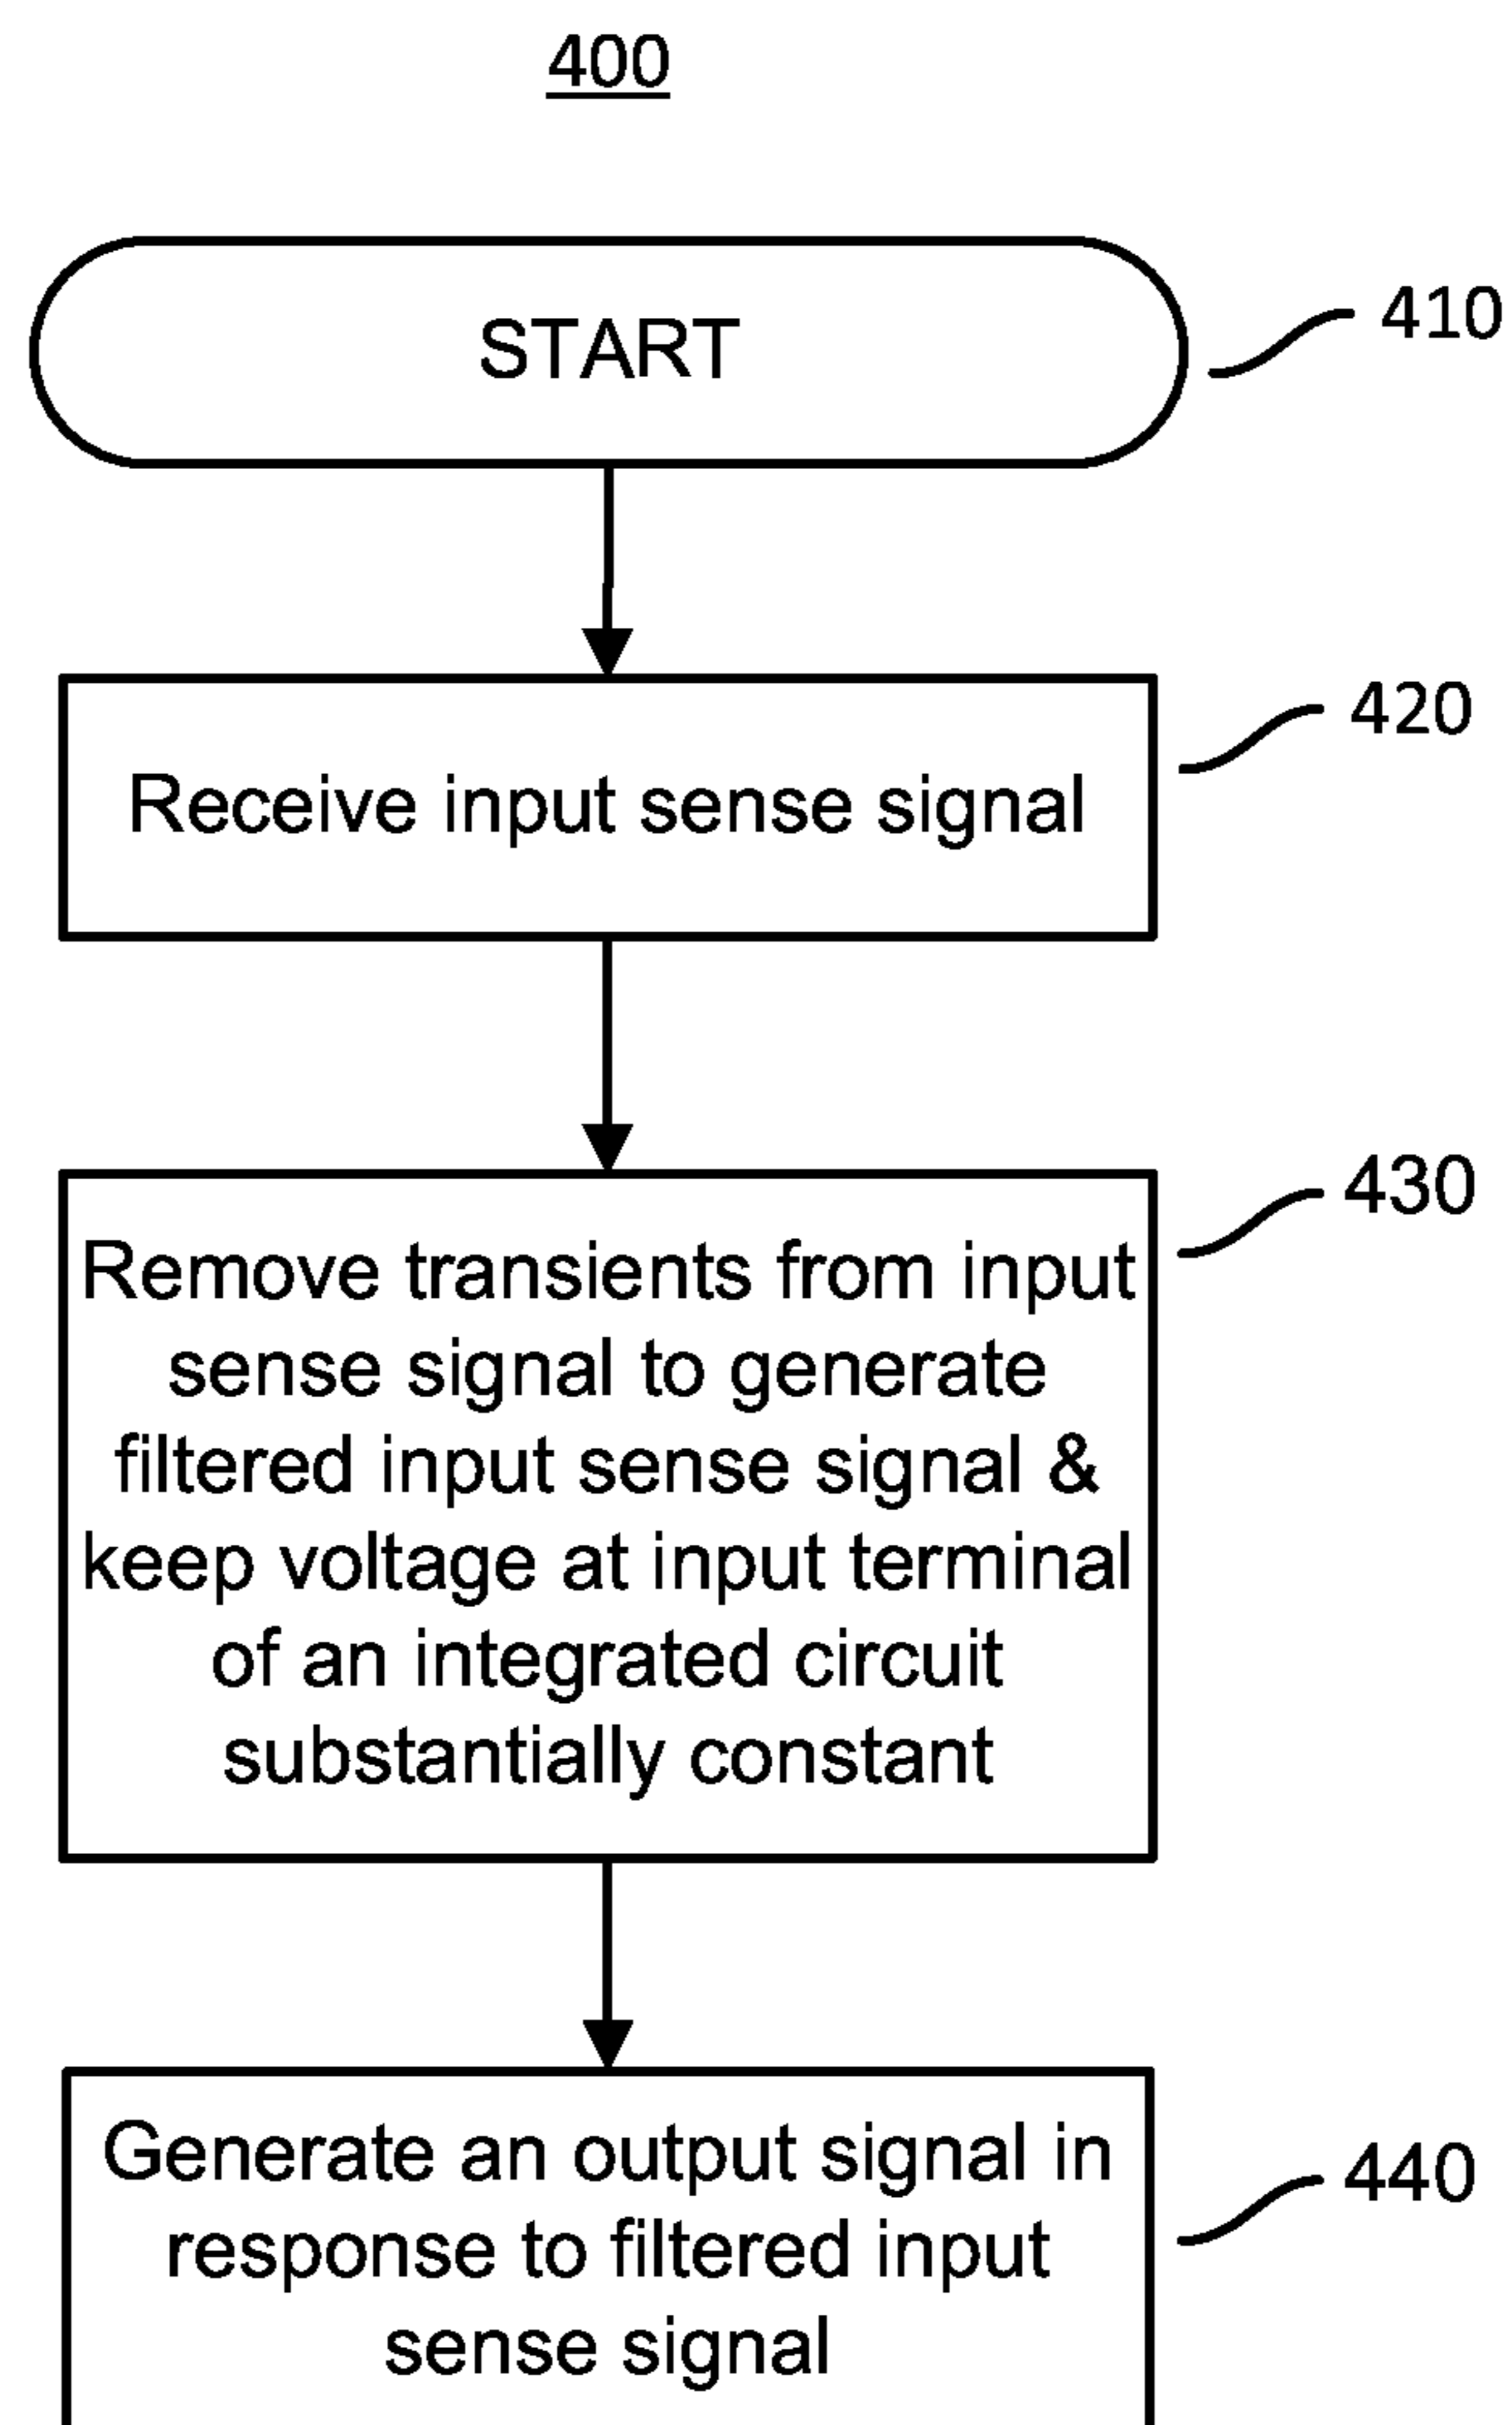 400
START
410
Receive input sense signal
420
Remove transients from input
sense signal to generate
filtered input sense signal &
keep voltage at input terminal
of an integrated circuit
substantially constant
430
Generate an output signal in
response to filtered input
sense signal
440